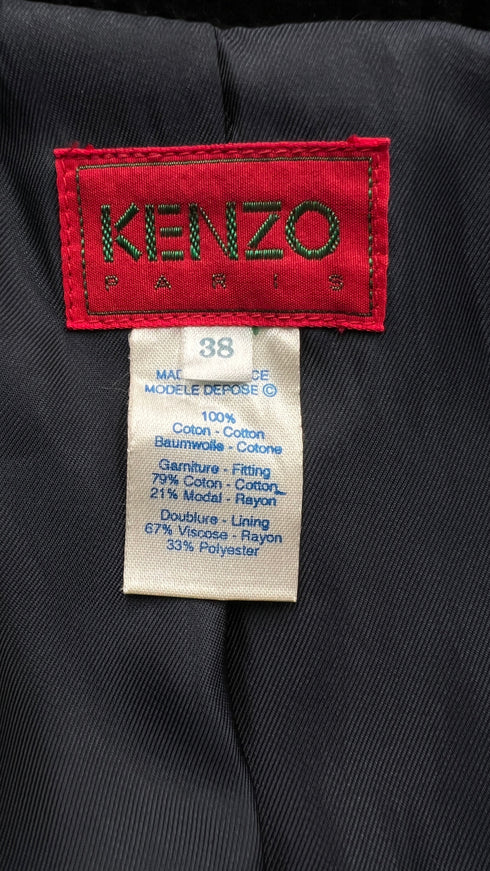 KENZO
PARIS
38
MODELE DEPOSE ©
100%
Coton - Cotton
Baumwolle - Cotone
Garniture - Fitting
79% Coton - Cotton
21% Modal - Rayon
Doublure - Lining
67% Viscose - Rayon
33% Polyester